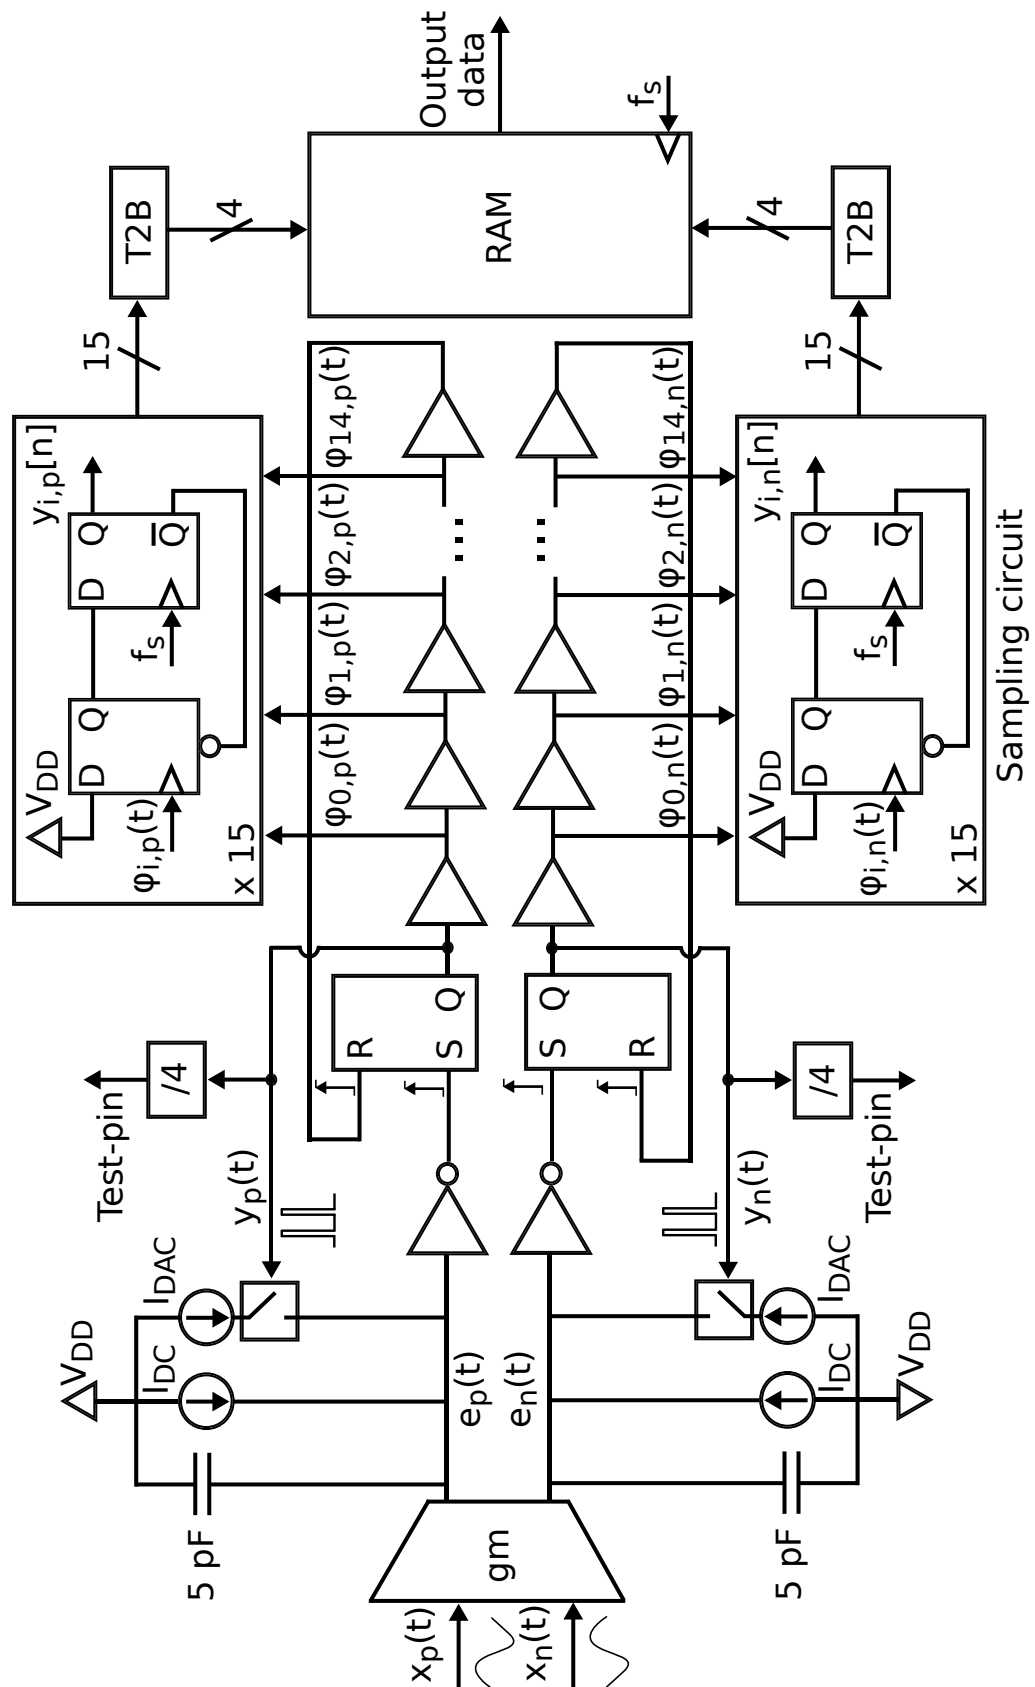 x_p(t)
x_n(t)
gm
5 pF
5 pF
V_DD
I_DC
I_DAC
e_p(t)
e_n(t)
I_DC
I_DAC
V_DD
y_p(t)
y_n(t)
Test-pin
/4
Test-pin
/4
R
S Q
S Q
R
V_DD
D Q
D Q
Q̅
y_i,p[n]
φ_i,p(t)
f_s
x 15
φ_0,p(t)
φ_1,p(t)
φ_2,p(t)
φ_14,p(t)
...
...
φ_0,n(t)
φ_1,n(t)
φ_2,n(t)
φ_14,n(t)
V_DD
D Q
D Q
Q̅
y_i,n[n]
φ_i,n(t)
f_s
x 15
Sampling circuit
15
T2B
4
15
T2B
4
RAM
f_s
Output
data